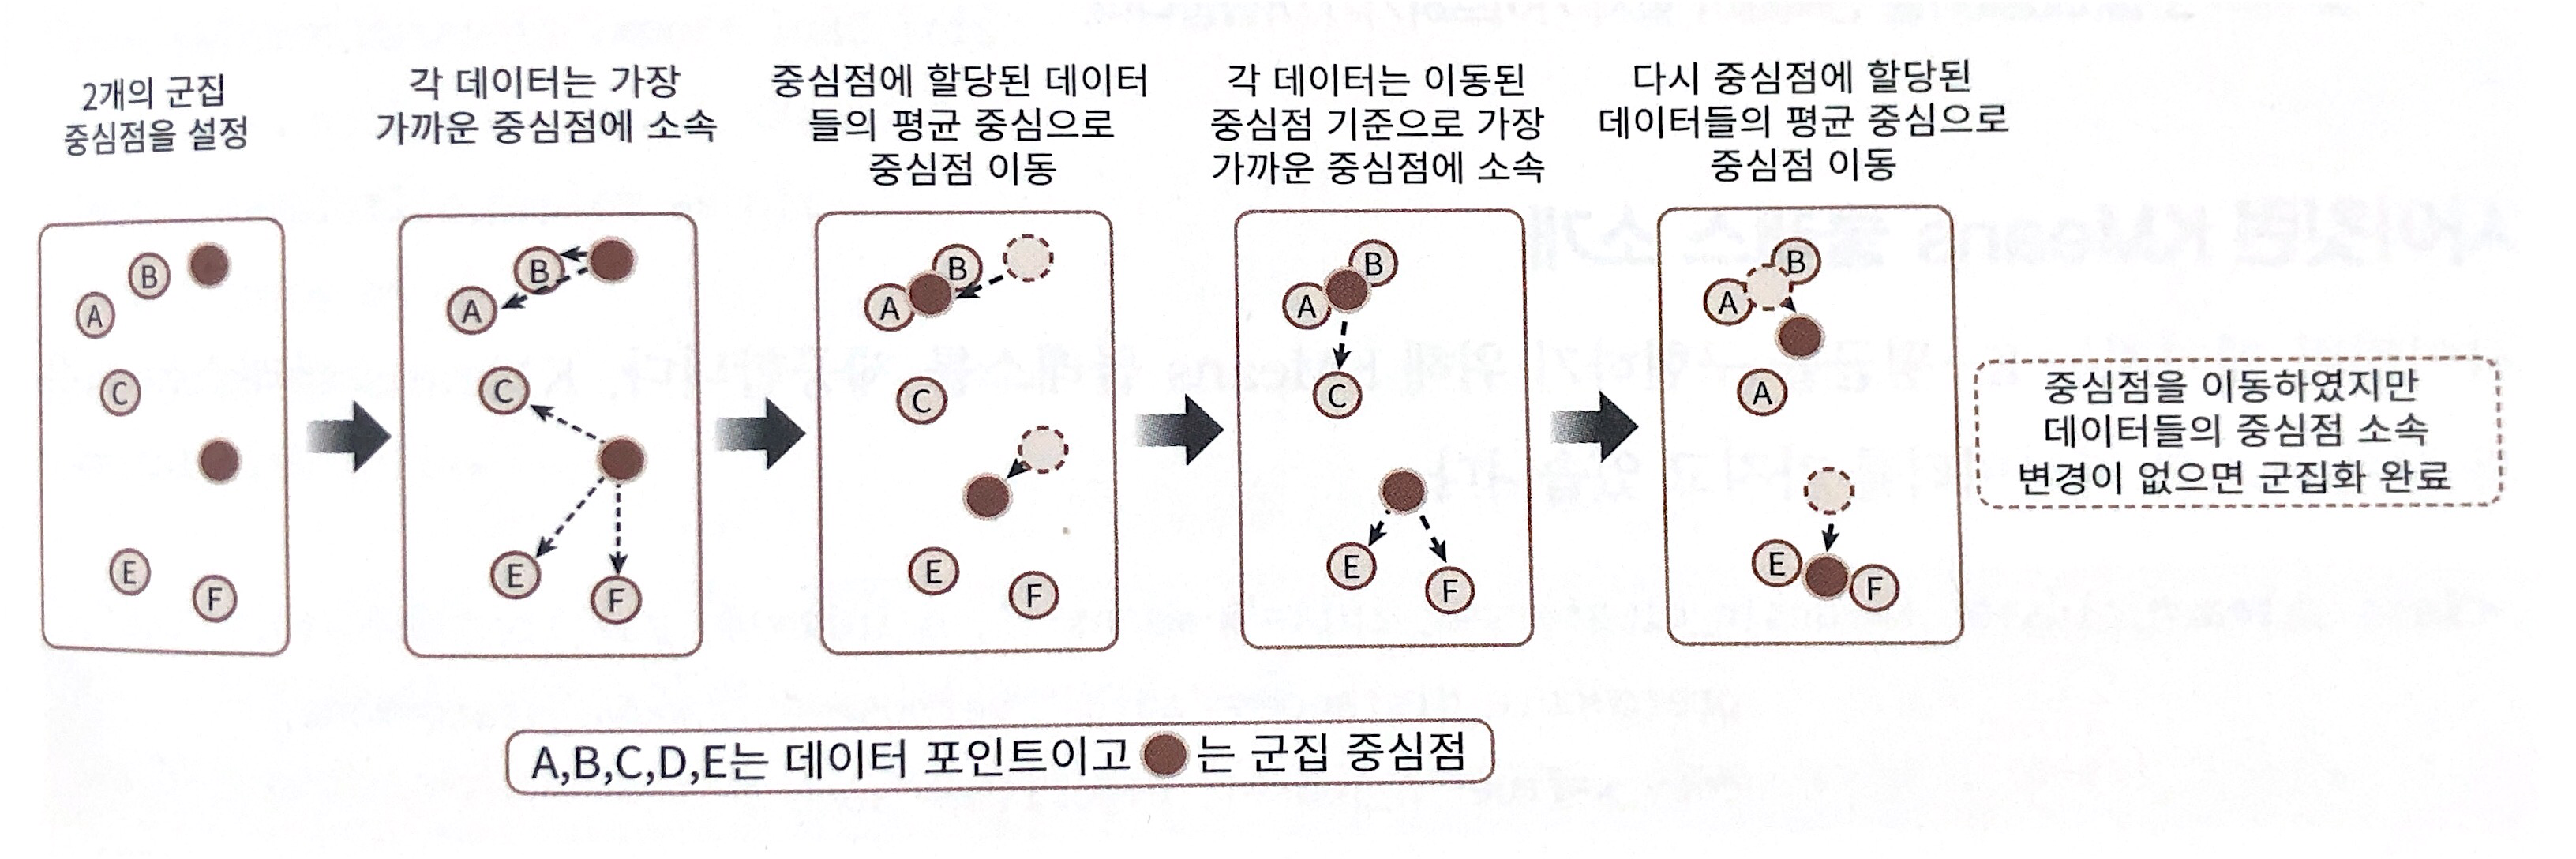 2개의 군집
중심점을 설정
각 데이터는 가장
가까운 중심점에 소속
중심점에 할당된 데이터
들의 평균 중심으로
중심점 이동
각 데이터는 이동된
중심점 기준으로 가장
가까운 중심점에 소속
다시 중심점에 할당된
데이터들의 평균 중심으로
중심점 이동
B
A
C
E
F
B
A
C
E
F
B
A
C
E
F
B
A
C
E
F
B
A
A
E
F
중심점을 이동하였지만
데이터들의 중심점 소속
변경이 없으면 군집화 완료
A,B,C,D,E는 데이터 포인트이고 는 군집 중심점